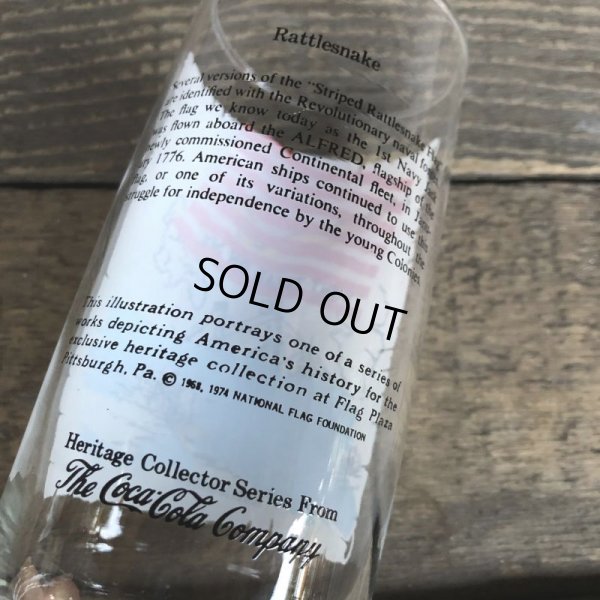 Rattlesnake
Several versions of the "Striped Rattlesnake Flag"
are identified with the Revolutionary naval
The flag we know today as the 1st Navy
was flown aboard the ALFRED, flagship of the
newly commissioned Continental fleet, in
1776. American ships continued to use this
flag, or one of its variations, throughout the
struggle for independence by the young Colonies.
SOLD OUT
This illustration portrays one of a series of
works depicting America's history for the
exclusive heritage collection at Flag Plaza
Pittsburgh, Pa. © 1968, 1974 NATIONAL FLAG FOUNDATION
Heritage Collector Series From
The Coca-Cola Company